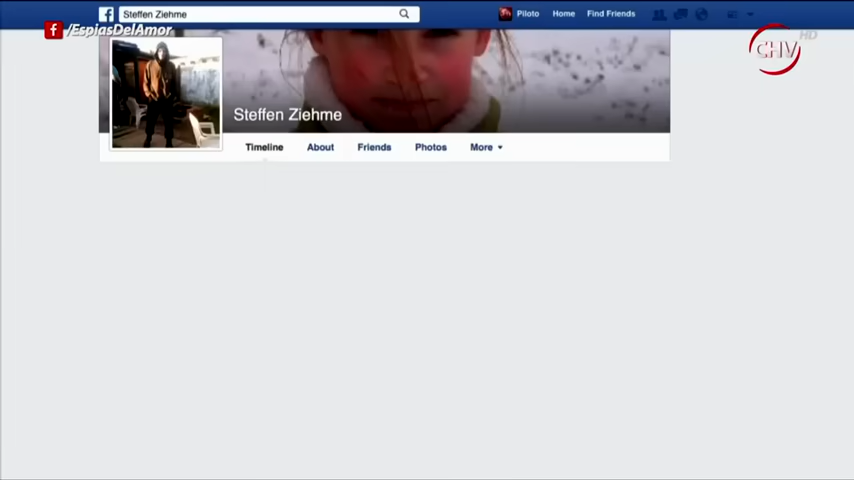 Steffen Ziehme
Piloto Home Find Friends
f /EspiasDelAmor
CHV HD
Steffen Ziehme
Timeline About Friends Photos More